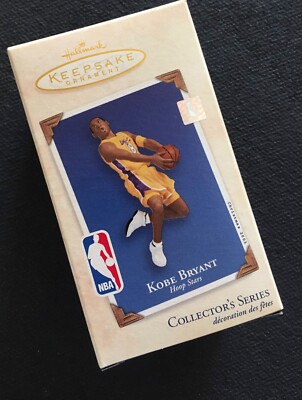 Hallmark
KEEPSAKE
ORNAMENT
NBA
KOBE BRYANT
Hoop Stars
COLLECTOR'S SERIES
décoration des fêtes